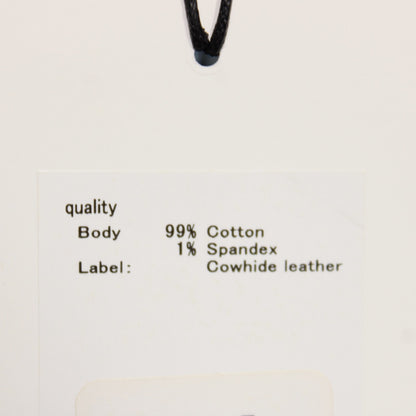 quality
Body 99% Cotton
1% Spandex
Label: Cowhide leather